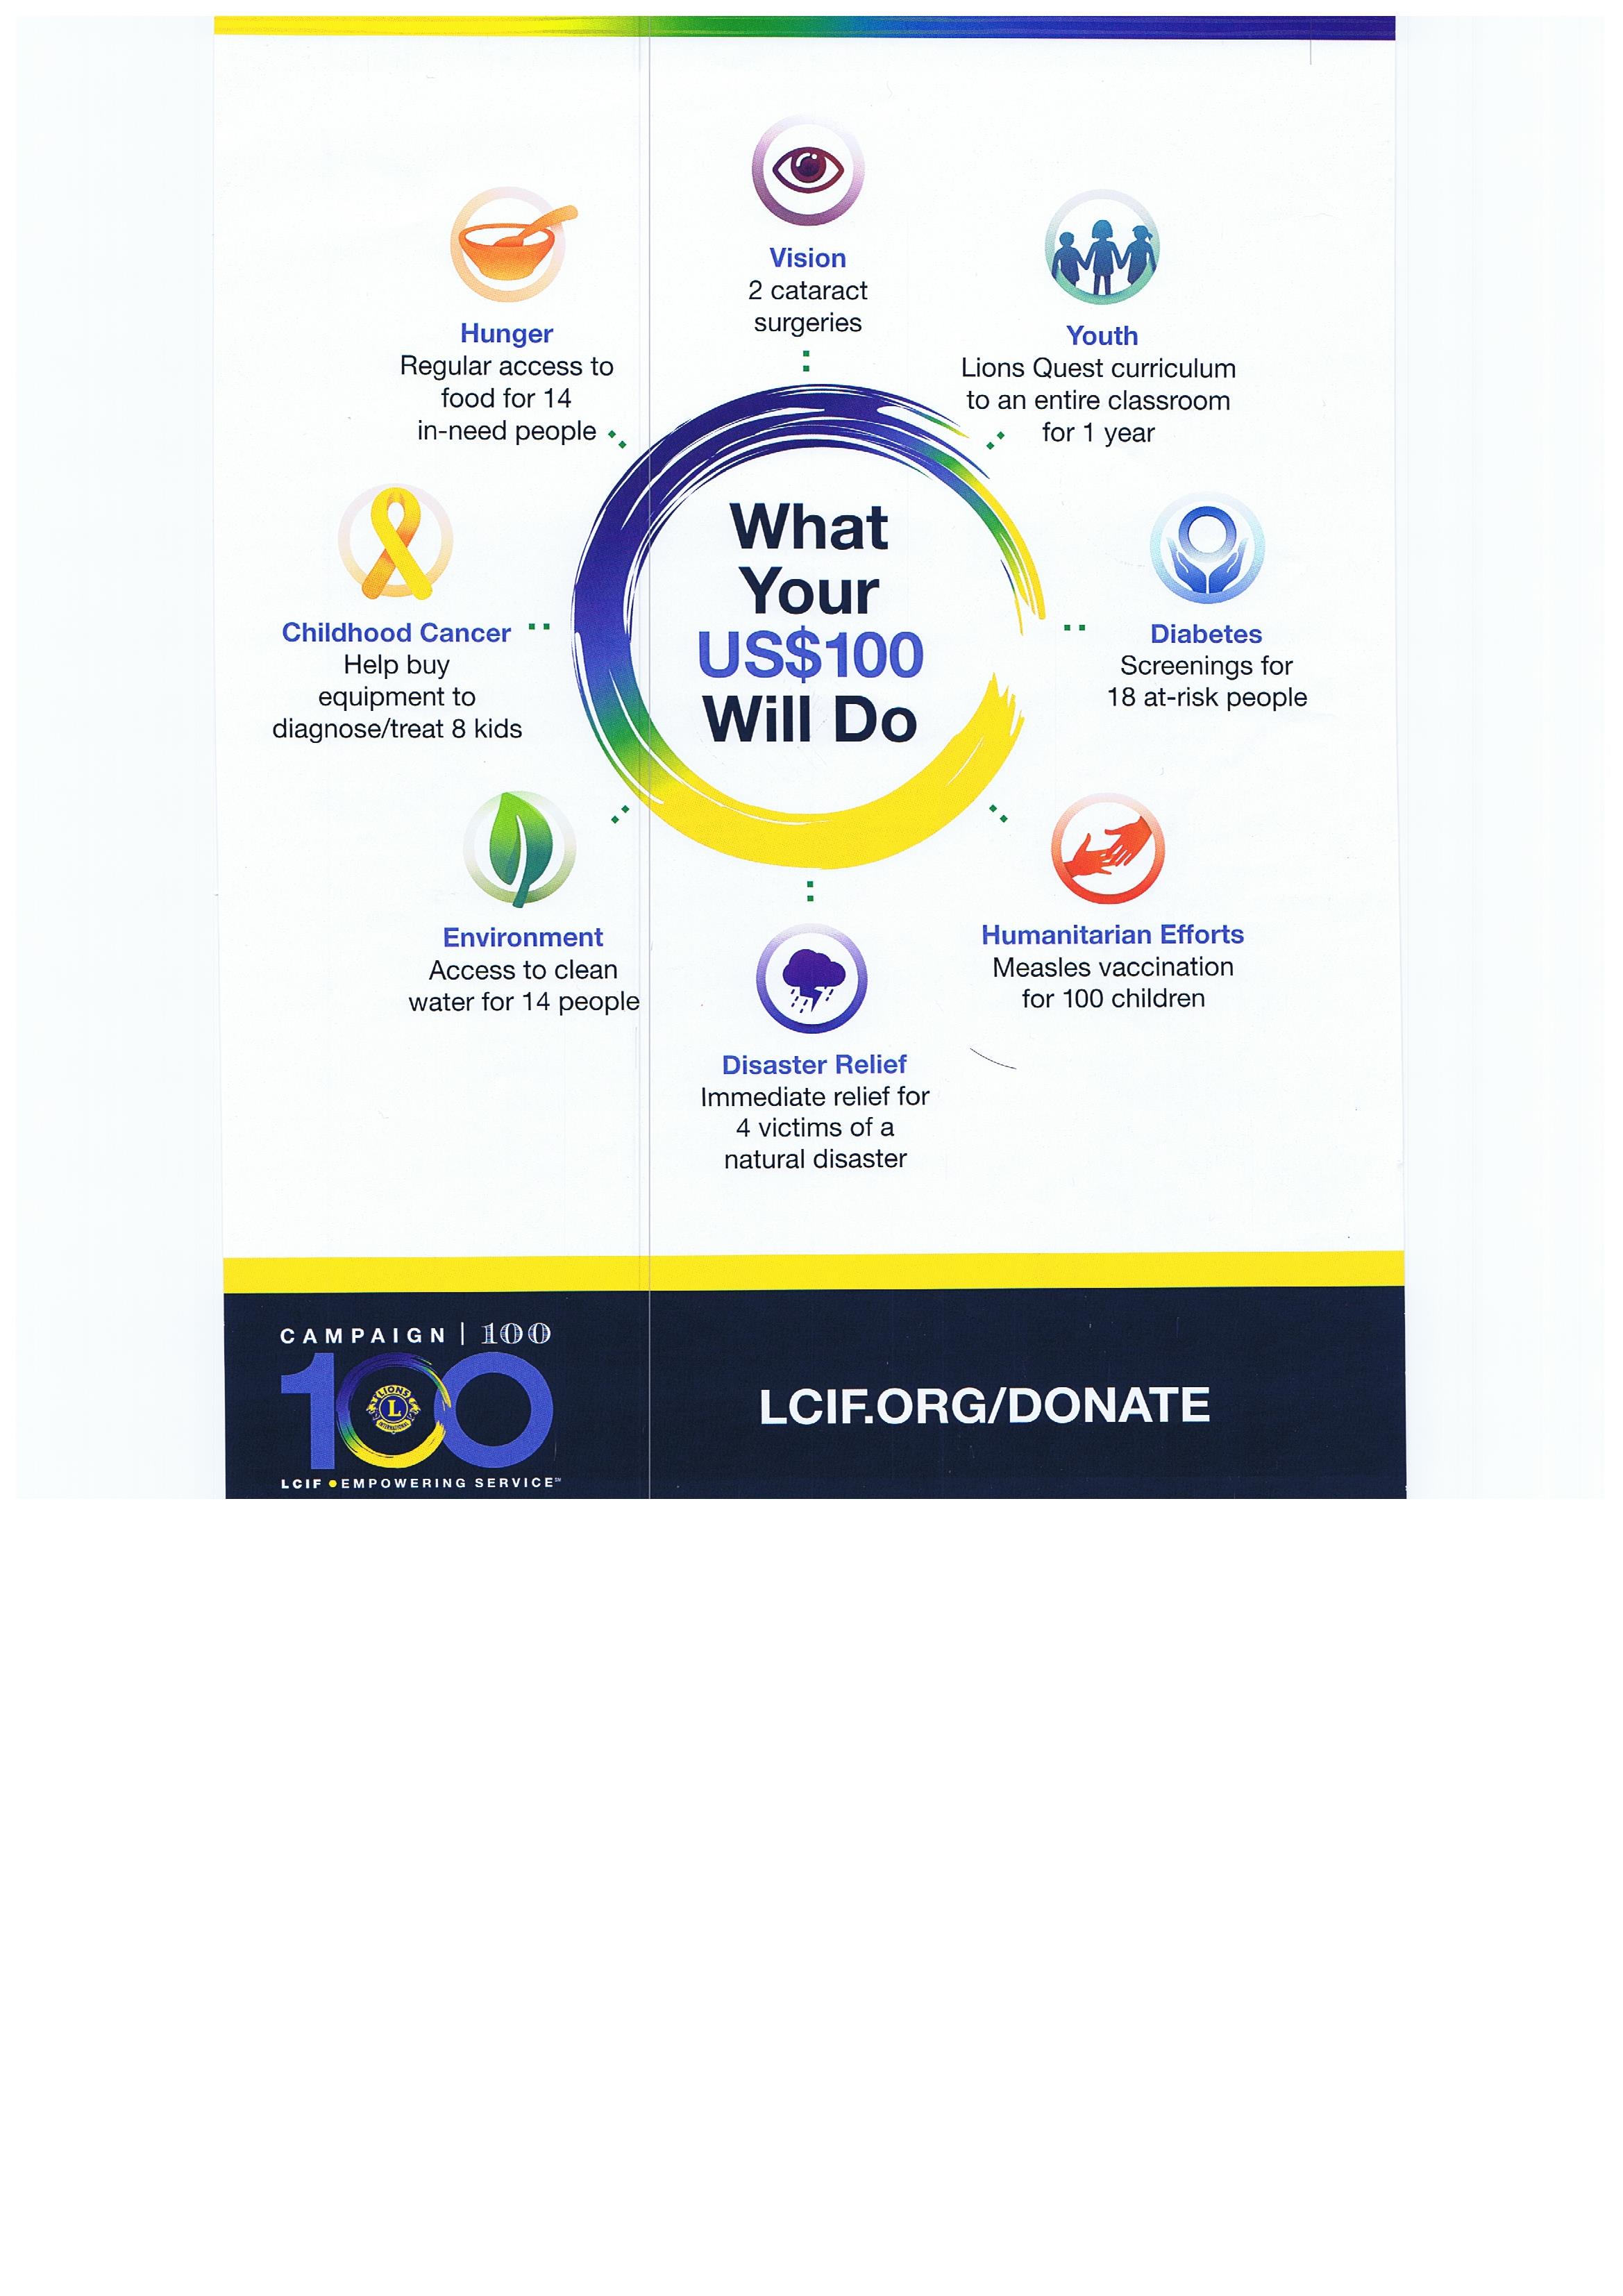 Vision
2 cataract
surgeries
Youth
Lions Quest curriculum
to an entire classroom
for 1 year
Diabetes
Screenings for
18 at-risk people
Humanitarian Efforts
Measles vaccination
for 100 children
Disaster Relief
Immediate relief for
4 victims of a
natural disaster
Environment
Access to clean
water for 14 people
Childhood Cancer
Help buy
equipment to
diagnose/treat 8 kids
Hunger
Regular access to
food for 14
in-need people
What
Your
US$100
Will Do
CAMPAIGN | 100
100
LIONS
L
INTERNATIONAL
LCIF • EMPOWERING SERVICE℠
LCIF.ORG/DONATE